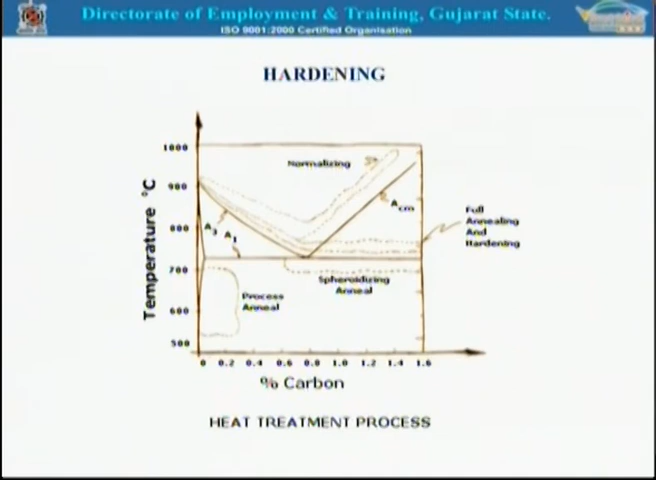 Directorate of Employment & Training, Gujarat State.
ISO 9001:2000 Certified Organisation
HARDENING
Temperature °C
1000
900
800
700
600
500
Normalizing
A3
A1
Acm
Full
Annealing
And
Hardening
Spheroidizing
Anneal
Process
Anneal
0 0.2 0.4 0.6 0.8 1.0 1.2 1.4 1.6
% Carbon
HEAT TREATMENT PROCESS